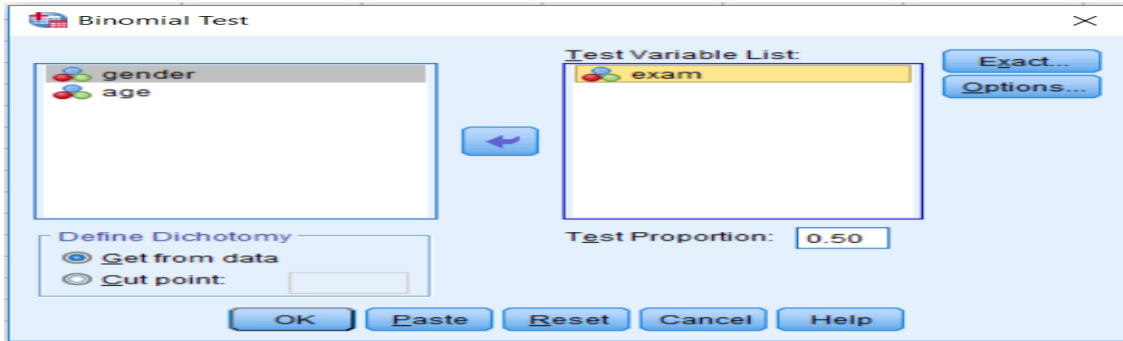 Binomial Test
gender
age
Test Variable List:
exam
Exact...
Options...
Define Dichotomy
Get from data
Cut point:
Test Proportion: 0.50
OK Paste Reset Cancel Help